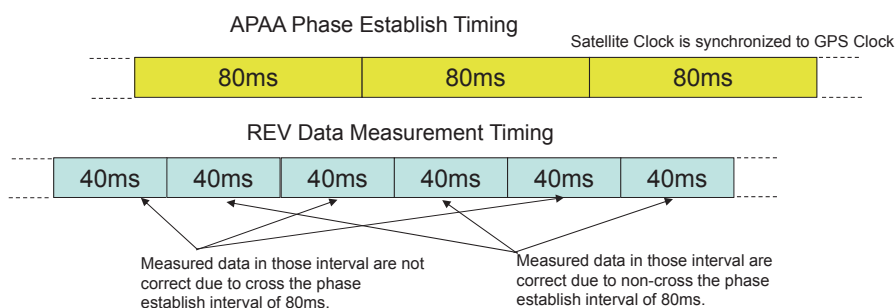 APAA Phase Establish Timing
Satellite Clock is synchronized to GPS Clock
80ms 80ms 80ms
REV Data Measurement Timing
40ms 40ms 40ms 40ms 40ms 40ms
Measured data in those interval are not
correct due to cross the phase
establish interval of 80ms.
Measured data in those interval are
correct due to non-cross the phase
establish interval of 80ms.